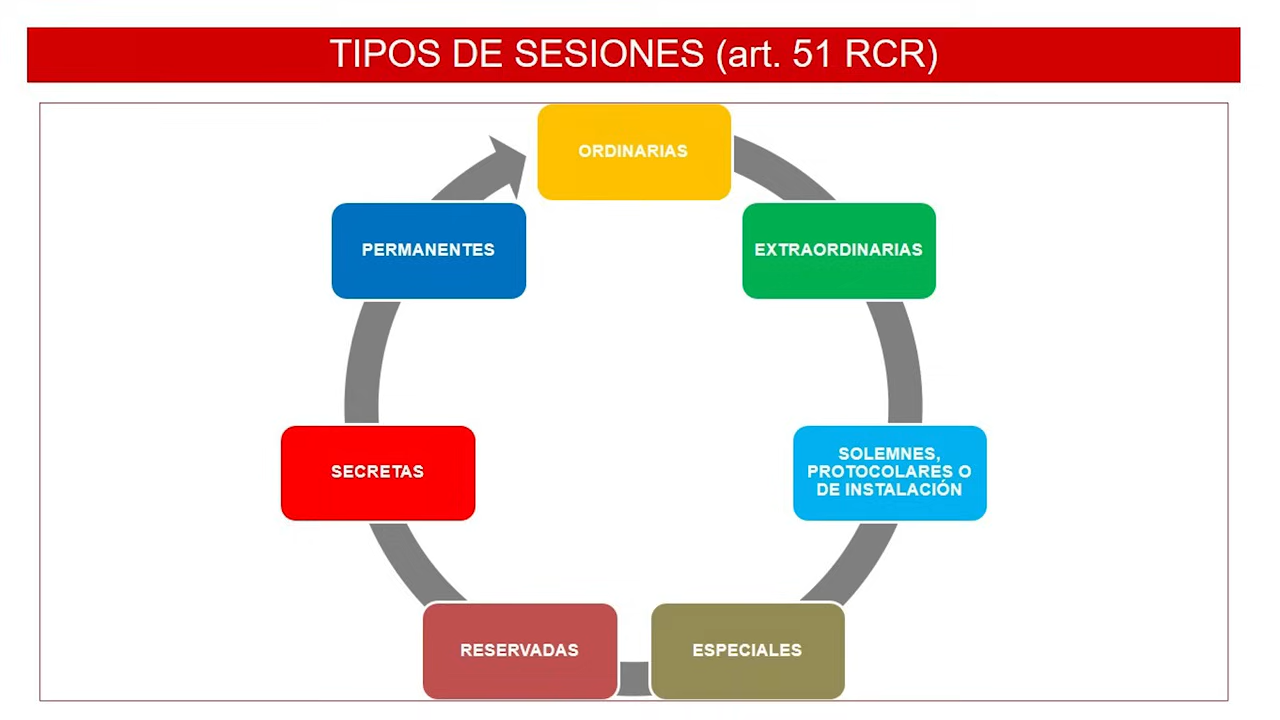 TIPOS DE SESIONES (art. 51 RCR)
ORDINARIAS
EXTRAORDINARIAS
SOLEMNES,
PROTOCOLARES O
DE INSTALACIÓN
ESPECIALES
RESERVADAS
SECRETAS
PERMANENTES